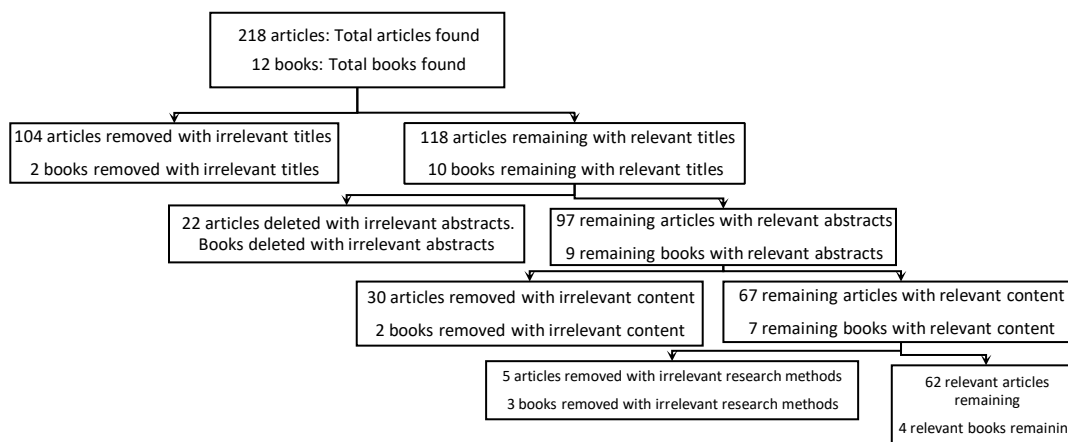 218 articles: Total articles found
12 books: Total books found
104 articles removed with irrelevant titles
2 books removed with irrelevant titles
118 articles remaining with relevant titles
10 books remaining with relevant titles
22 articles deleted with irrelevant abstracts.
Books deleted with irrelevant abstracts
97 remaining articles with relevant abstracts
9 remaining books with relevant abstracts
30 articles removed with irrelevant content
2 books removed with irrelevant content
67 remaining articles with relevant content
7 remaining books with relevant content
5 articles removed with irrelevant research methods
3 books removed with irrelevant research methods
62 relevant articles
remaining
4 relevant books remainin